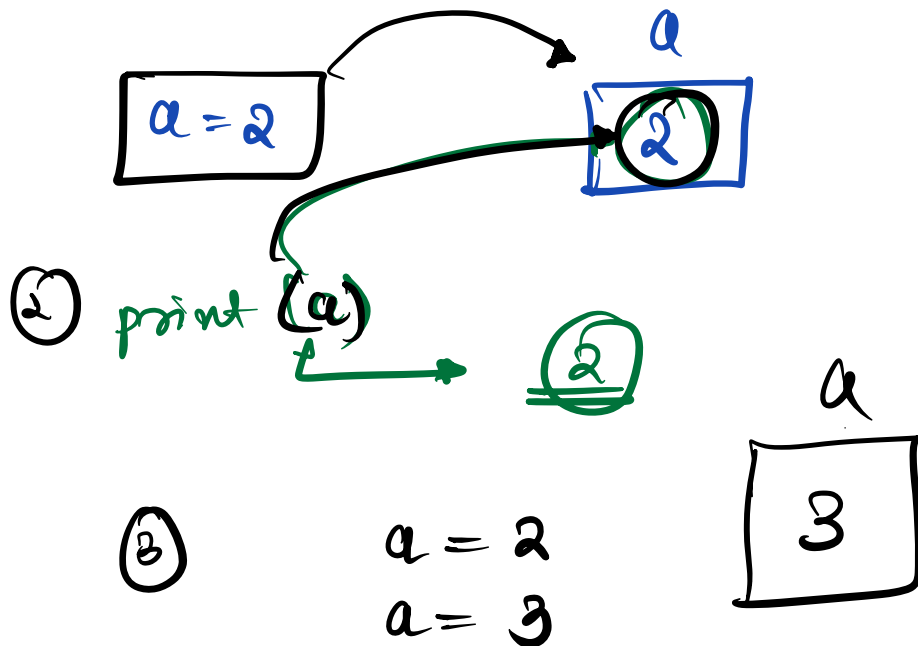 a
a = 2
2
2 print (a)
2
a
3
3 a = 2
a = 3